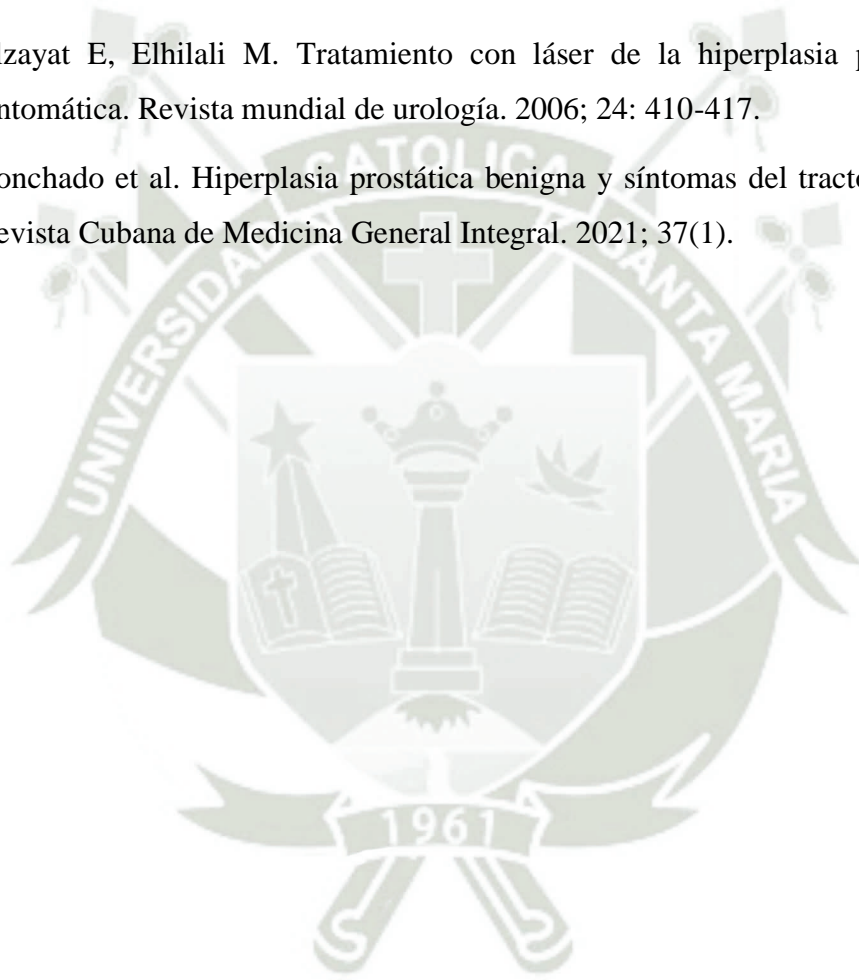 lzayat E, Elhilali M. Tratamiento con láser de la hiperplasia p
ntomática. Revista mundial de urología. 2006; 24: 410-417.
onchado et al. Hiperplasia prostática benigna y síntomas del tracto
evista Cubana de Medicina General Integral. 2021; 37(1).
UNIVERSIDAD CATOLICA SANTA MARIA
1961